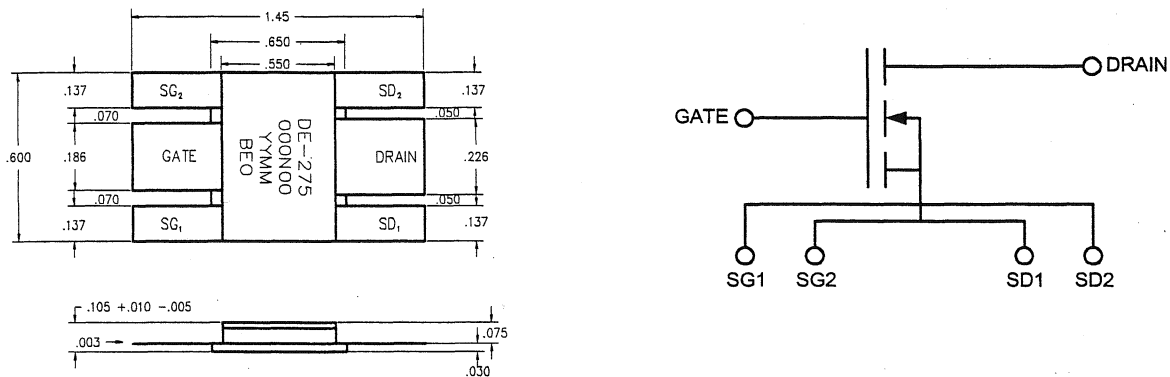 1.45
.650
.550
.137
SG2
SD2
.137
.070
.050
.600
.186
GATE
DE-275
000N00
YYMM
BEO
DRAIN
.226
.070
.050
.137
SG1
SD1
.137
.105 +.010 -.005
.003
.075
.030
DRAIN
GATE
SG1
SG2
SD1
SD2